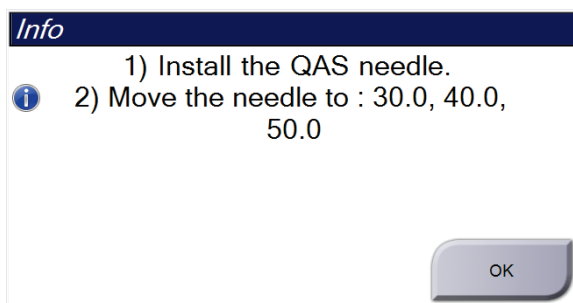 Info
1) Install the QAS needle.
2) Move the needle to : 30.0, 40.0,
50.0
OK